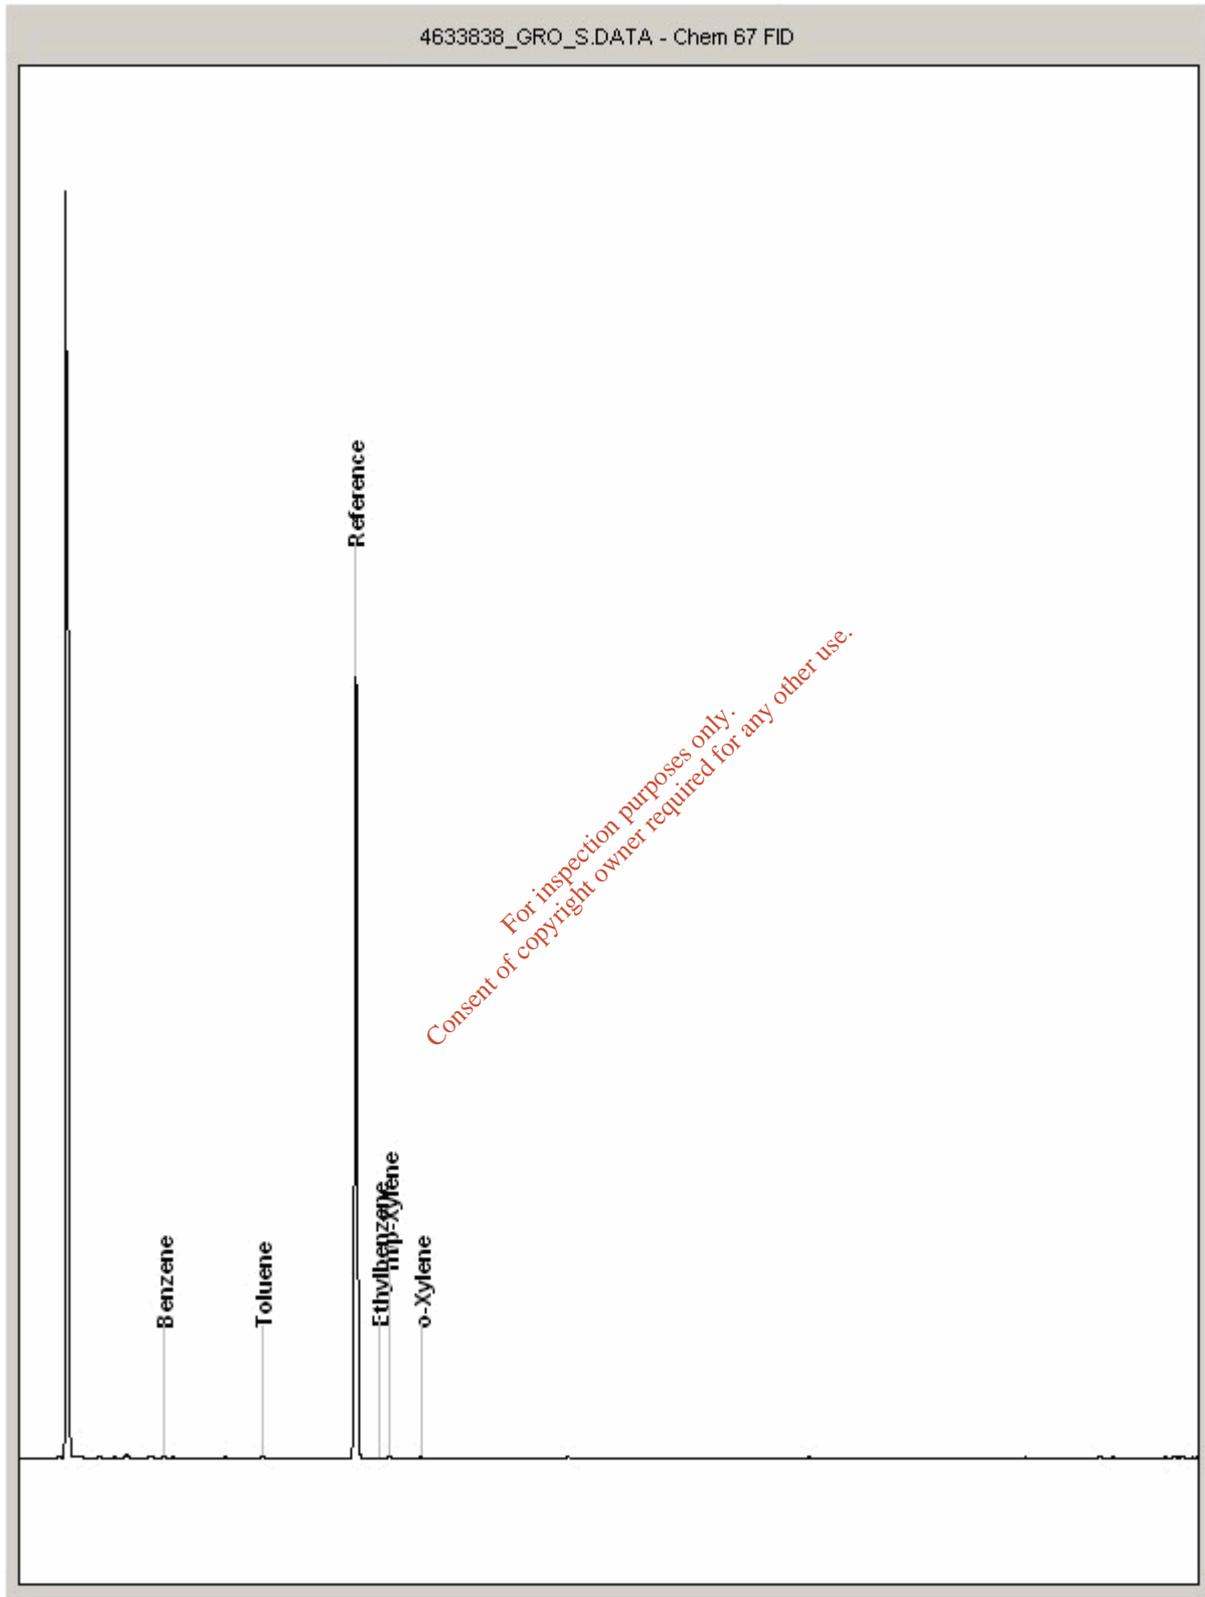 4633838_GRO_S.DATA - Chem 67 FID
Reference
For inspection purposes only.
Consent of copyright owner required for any other use.
Benzene
Toluene
Ethylbenzene
m/p-Xylene
o-Xylene